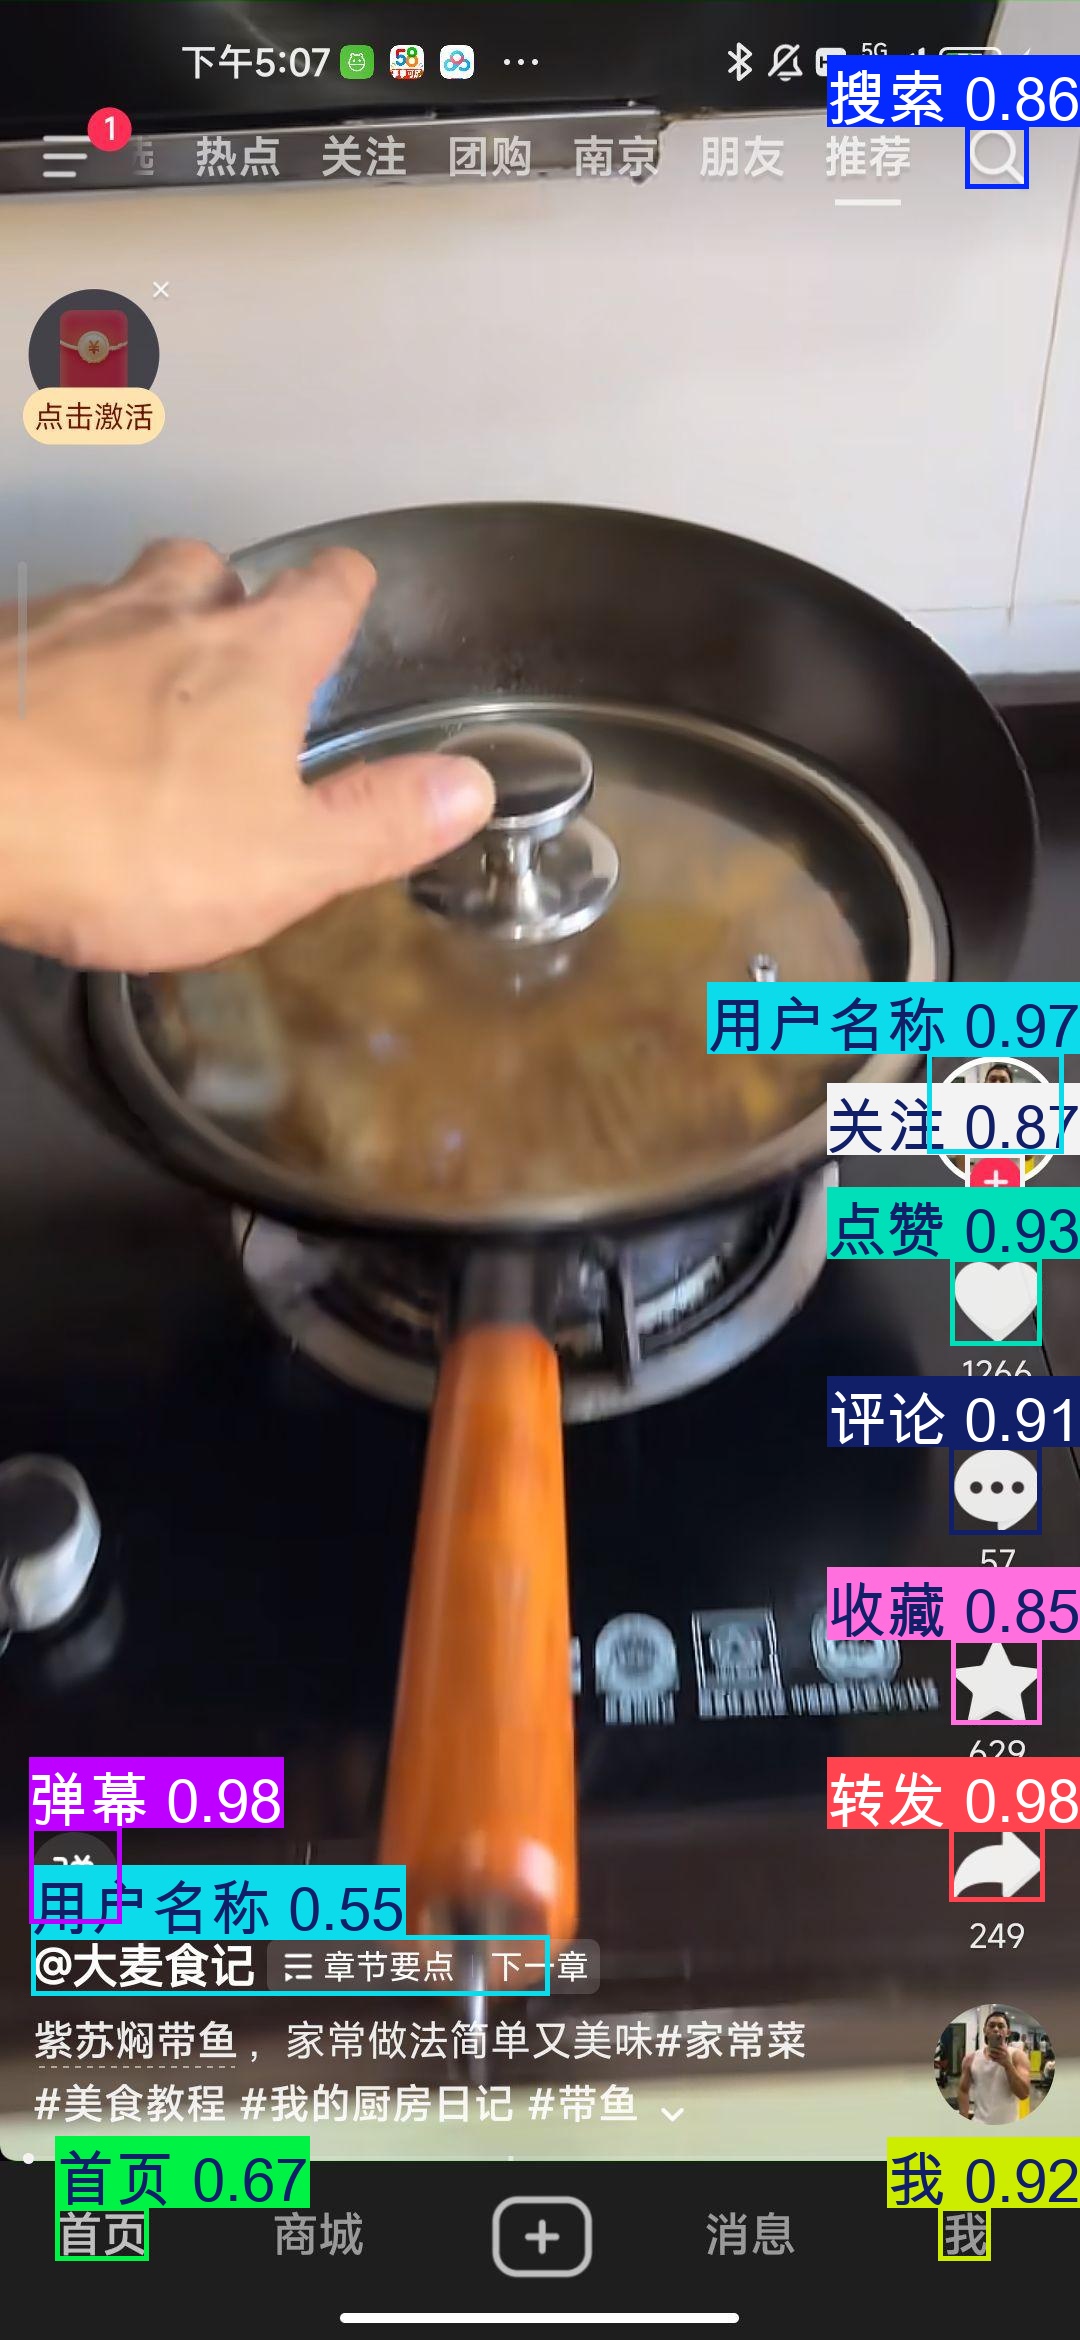 下午5:07
58
5G
搜索 0.86
1
热点 关注 团购 南京 朋友 推荐
点击激活
用户名称 0.97
关注 0.87
点赞 0.93
1266
评论 0.91
57
收藏 0.85
629
弹幕 0.98
转发 0.98
用户名称 0.55
249
@大麦食记 章节要点 下一章
紫苏焖带鱼，家常做法简单又美味#家常菜
#美食教程 #我的厨房日记 #带鱼
首页 0.67
我 0.92
首页 商城 消息 我